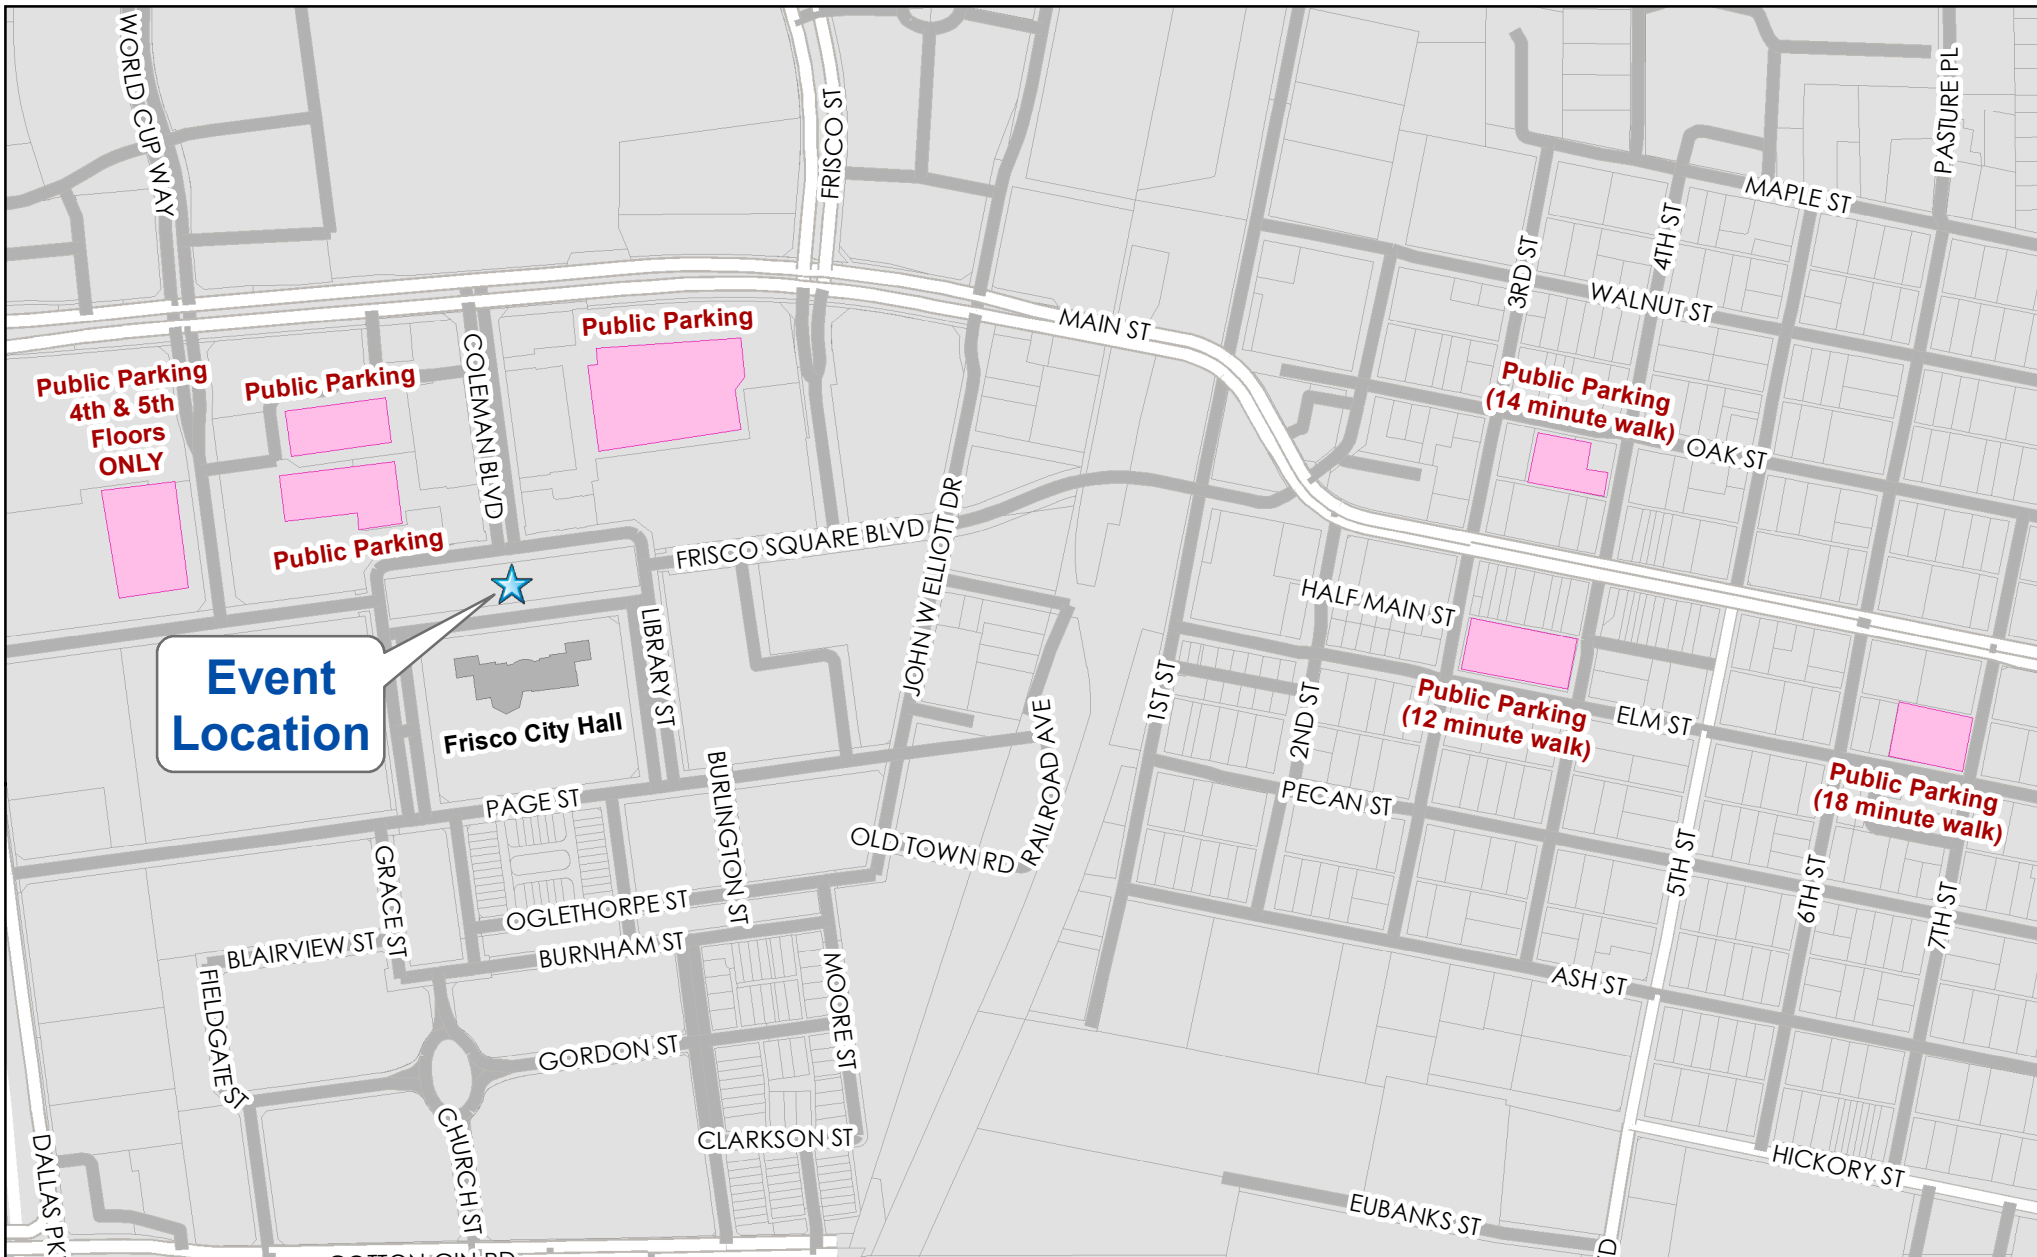 WORLD CUP WAY
FRISCO ST
PASTURE PL
MAPLE ST
4TH ST
3RD ST
WALNUT ST
MAIN ST
Public Parking
COLEMAN BLVD
Public Parking
4th & 5th
Floors
ONLY
Public Parking
Public Parking
(14 minute walk)
OAK ST
JOHN W ELLIOTT DR
FRISCO SQUARE BLVD
Public Parking
HALF MAIN ST
LIBRARY ST
Event
Location
Frisco City Hall
1ST ST
2ND ST
Public Parking
(12 minute walk)
ELM ST
RAILROAD AVE
BURLINGTON ST
PAGE ST
PECAN ST
Public Parking
(18 minute walk)
OLD TOWN RD
5TH ST
6TH ST
7TH ST
GRACE ST
OGLETHORPE ST
BLAIRVIEW ST
BURNHAM ST
FIELDGATE ST
MOORE ST
ASH ST
GORDON ST
CHURCH ST
CLARKSON ST
DALLAS PK
HICKORY ST
EUBANKS ST